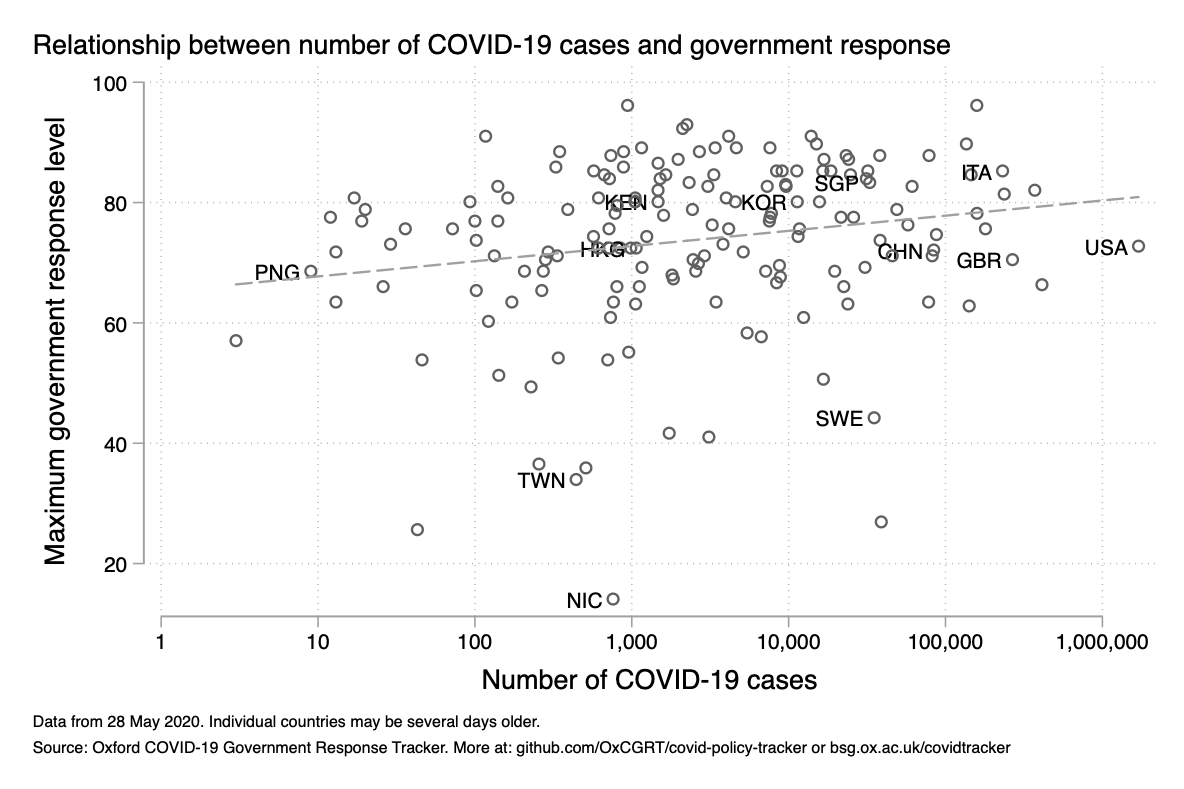 Relationship between number of COVID-19 cases and government response
Maximum government response level
100
80
60
40
20
PNG
KEN
HKG
TWN
NIC
KOR
SGP
ITA
CHN
GBR
USA
SWE
1
10
100
1,000
10,000
100,000
1,000,000
Number of COVID-19 cases
Data from 28 May 2020. Individual countries may be several days older.
Source: Oxford COVID-19 Government Response Tracker. More at: github.com/OxCGRT/covid-policy-tracker or bsg.ox.ac.uk/covidtracker